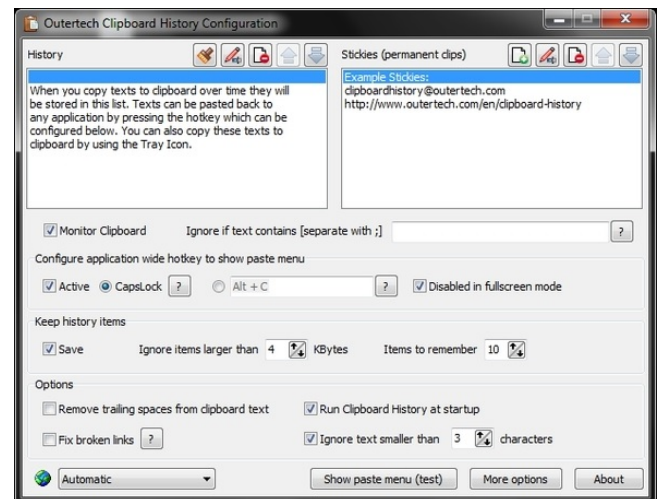 Outertech Clipboard History Configuration
History
Stickies (permanent clips)
When you copy texts to clipboard over time they will
be stored in this list. Texts can be pasted back to
any application by pressing the hotkey which can be
configured below. You can also copy these texts to
clipboard by using the Tray Icon.
Example Stickies:
clipboardhistory@outertech.com
http://www.outertech.com/en/clipboard-history
Monitor Clipboard Ignore if text contains [separate with ;] ?
Configure application wide hotkey to show paste menu
Active CapsLock ? Alt + C ? Disabled in fullscreen mode
Keep history items
Save Ignore items larger than 4 KBytes Items to remember 10
Options
Remove trailing spaces from clipboard text Run Clipboard History at startup
Fix broken links ? Ignore text smaller than 3 characters
Automatic Show paste menu (test) More options About